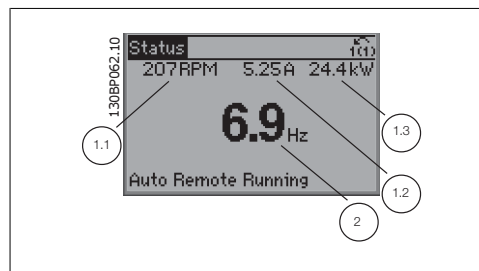 130BP062.10
Status
1(1)
207RPM 5.25A 24.4kW
6.9Hz
Auto Remote Running
1.1
1.3
1.2
2